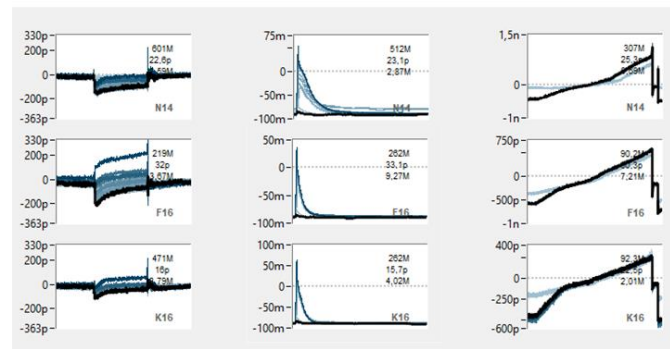 330p
200p
0
-200p
-363p
601M
22,6p
N14
75m
50m
0
-50m
-100m
512M
23,1p
2,87M
N14
1,5n
0
-1n
307M
N14
330p
200p
0
-200p
-363p
219M
32p
3,67M
F16
50m
0
-50m
-100m
262M
33,1p
9,27M
F16
750p
0
-500p
-1n
90,2M
7,21M
F16
330p
200p
0
-200p
-363p
471M
16p
K16
100m
50m
0
-50m
-100m
262M
15,7p
4,02M
K16
400p
0
-250p
-600p
92,3M
2,01M
K16